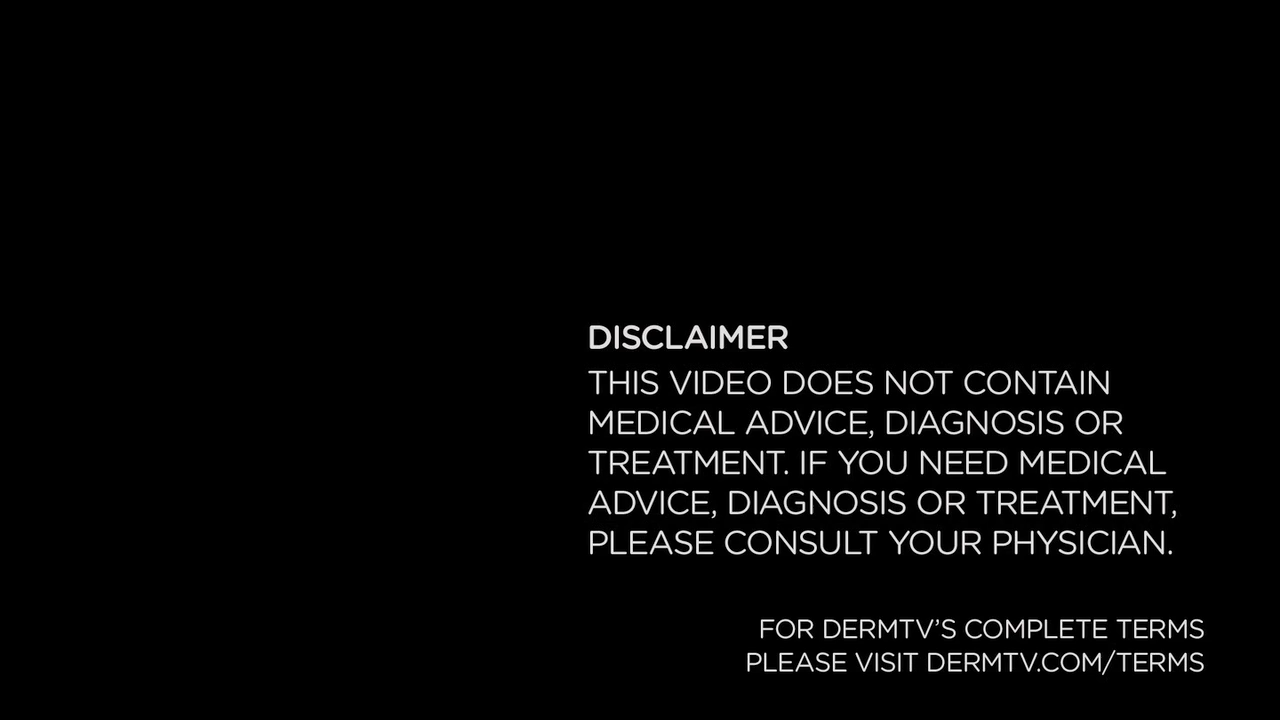 DISCLAIMER
THIS VIDEO DOES NOT CONTAIN
MEDICAL ADVICE, DIAGNOSIS OR
TREATMENT. IF YOU NEED MEDICAL
ADVICE, DIAGNOSIS OR TREATMENT,
PLEASE CONSULT YOUR PHYSICIAN.
FOR DERMTV’S COMPLETE TERMS
PLEASE VISIT DERMTV.COM/TERMS